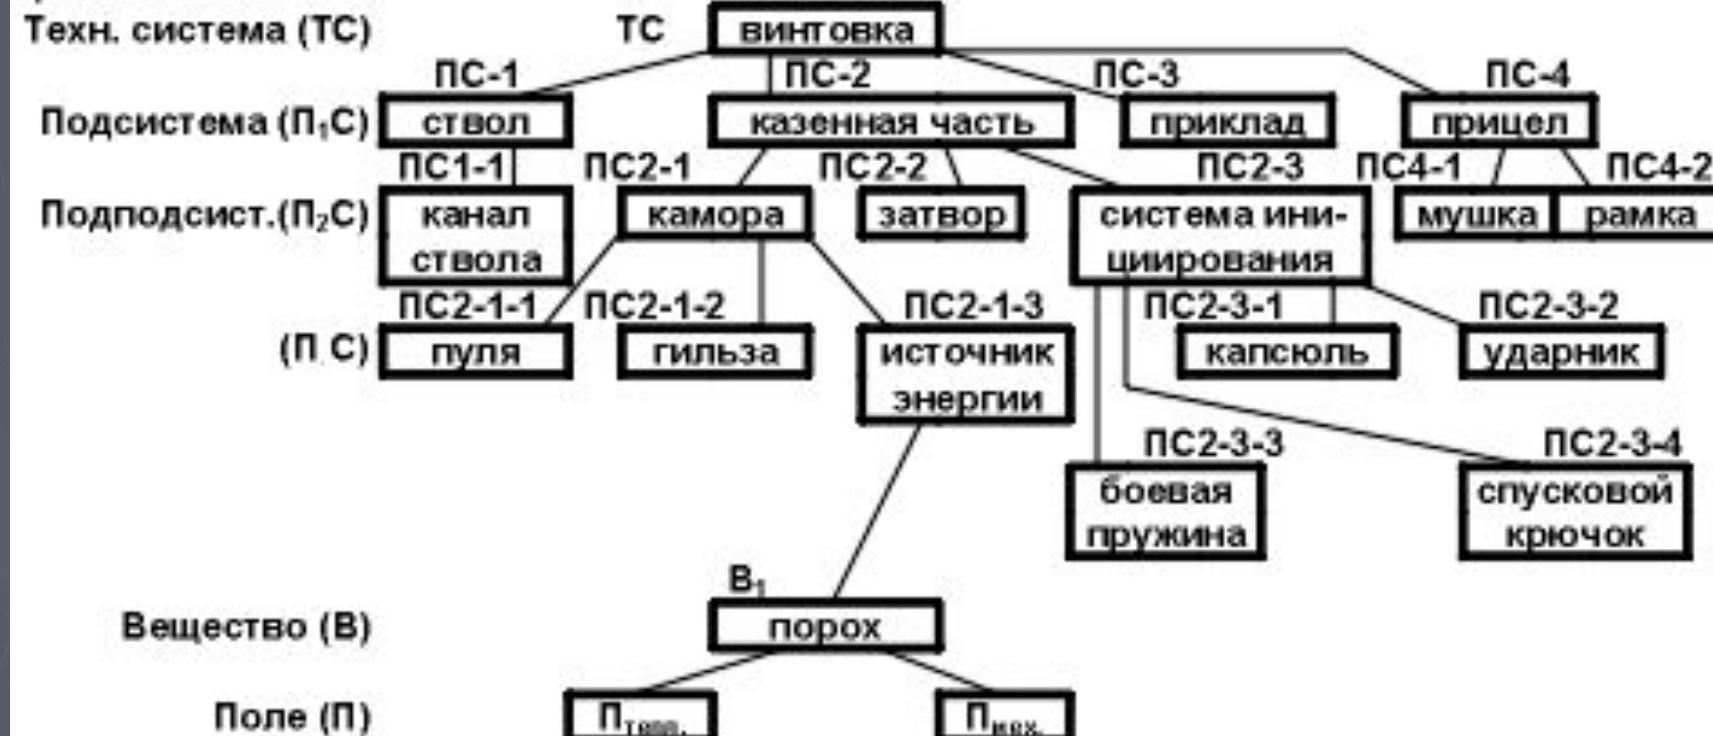 Техн. система (ТС) ТС винтовка
ПС-1 ПС-2 ПС-3 ПС-4
Подсистема (П₁С) ствол казенная часть приклад прицел
ПС1-1 ПС2-1 ПС2-2 ПС2-3 ПС4-1 ПС4-2
Подподсист.(П₂С) канал камора затвор система ини- мушка рамка
ствола циирования
ПС2-1-1 ПС2-1-2 ПС2-1-3 ПС2-3-1 ПС2-3-2
(П С) пуля гильза источник капсюль ударник
энергии
ПС2-3-3 ПС2-3-4
боевая спусковой
пружина крючок
В₁
Вещество (В) порох
Поле (П) Птепл. Пмех.